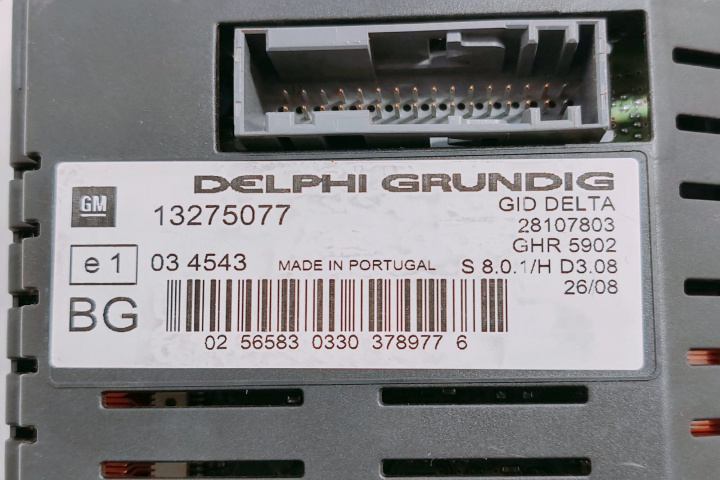 DELPHI GRUNDIG
GM
13275077
GID DELTA
28107803
GHR 5902
e1
03 4543
MADE IN PORTUGAL
S 8.0.1/H D3.08
26/08
BG
02 56583 0330 378977 6